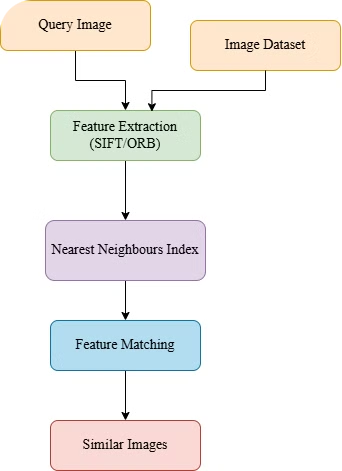 Query Image
Image Dataset
Feature Extraction
(SIFT/ORB)
Nearest Neighbours Index
Feature Matching
Similar Images